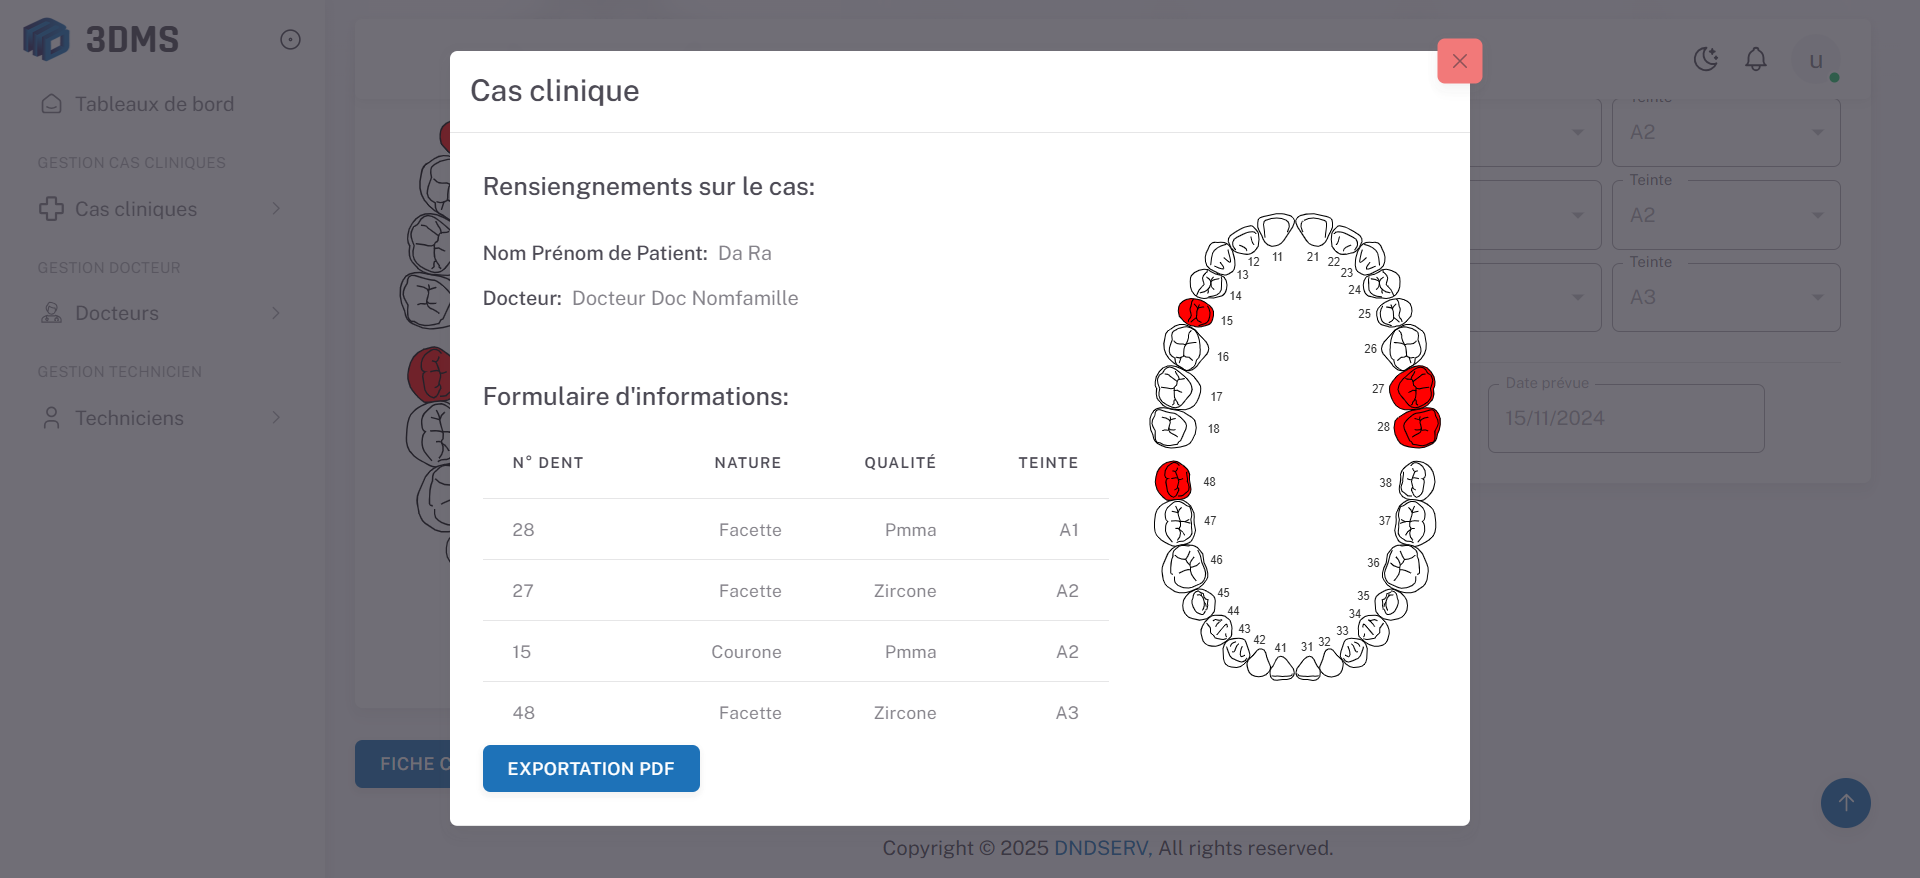 3DMS
Tableaux de bord
GESTION CAS CLINIQUES
Cas cliniques
GESTION DOCTEUR
Docteurs
GESTION TECHNICIEN
Techniciens
u
Teinte
A2
Teinte
A2
Teinte
A3
Date prévue
15/11/2024
FICHE C
Cas clinique
Rensiengnements sur le cas:
Nom Prénom de Patient: Da Ra
Docteur: Docteur Doc Nomfamille
Formulaire d'informations:
N° DENT NATURE QUALITÉ TEINTE
28 Facette Pmma A1
27 Facette Zircone A2
15 Courone Pmma A2
48 Facette Zircone A3
EXPORTATION PDF
12 11 21 22
13 23
14 24
15 25
16 26
17 27
18 28
48 38
47 37
46 36
45 35
44 34
43 33
42 41 31 32
Copyright © 2025 DNDSERV, All rights reserved.